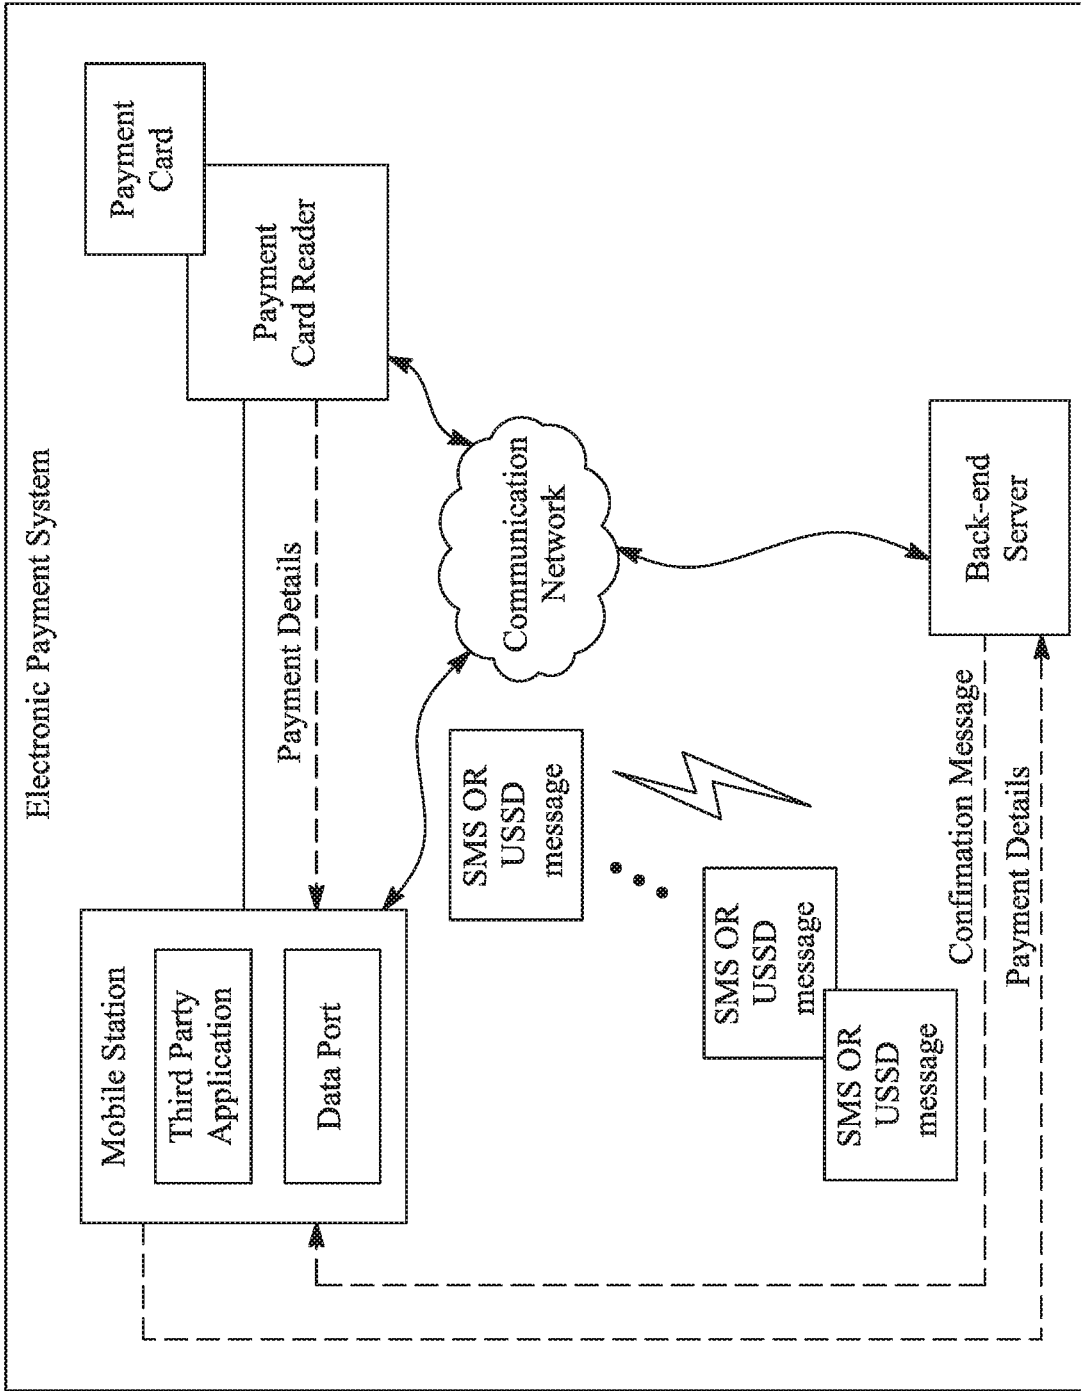 Electronic Payment System
Mobile Station
Third Party
Application
Data Port
Payment Details
Payment
Card Reader
Payment
Card
Communication
Network
SMS OR
USSD
message
SMS OR
USSD
message
SMS OR
USSD
message
Confimation Message
Payment Details
Back-end
Server